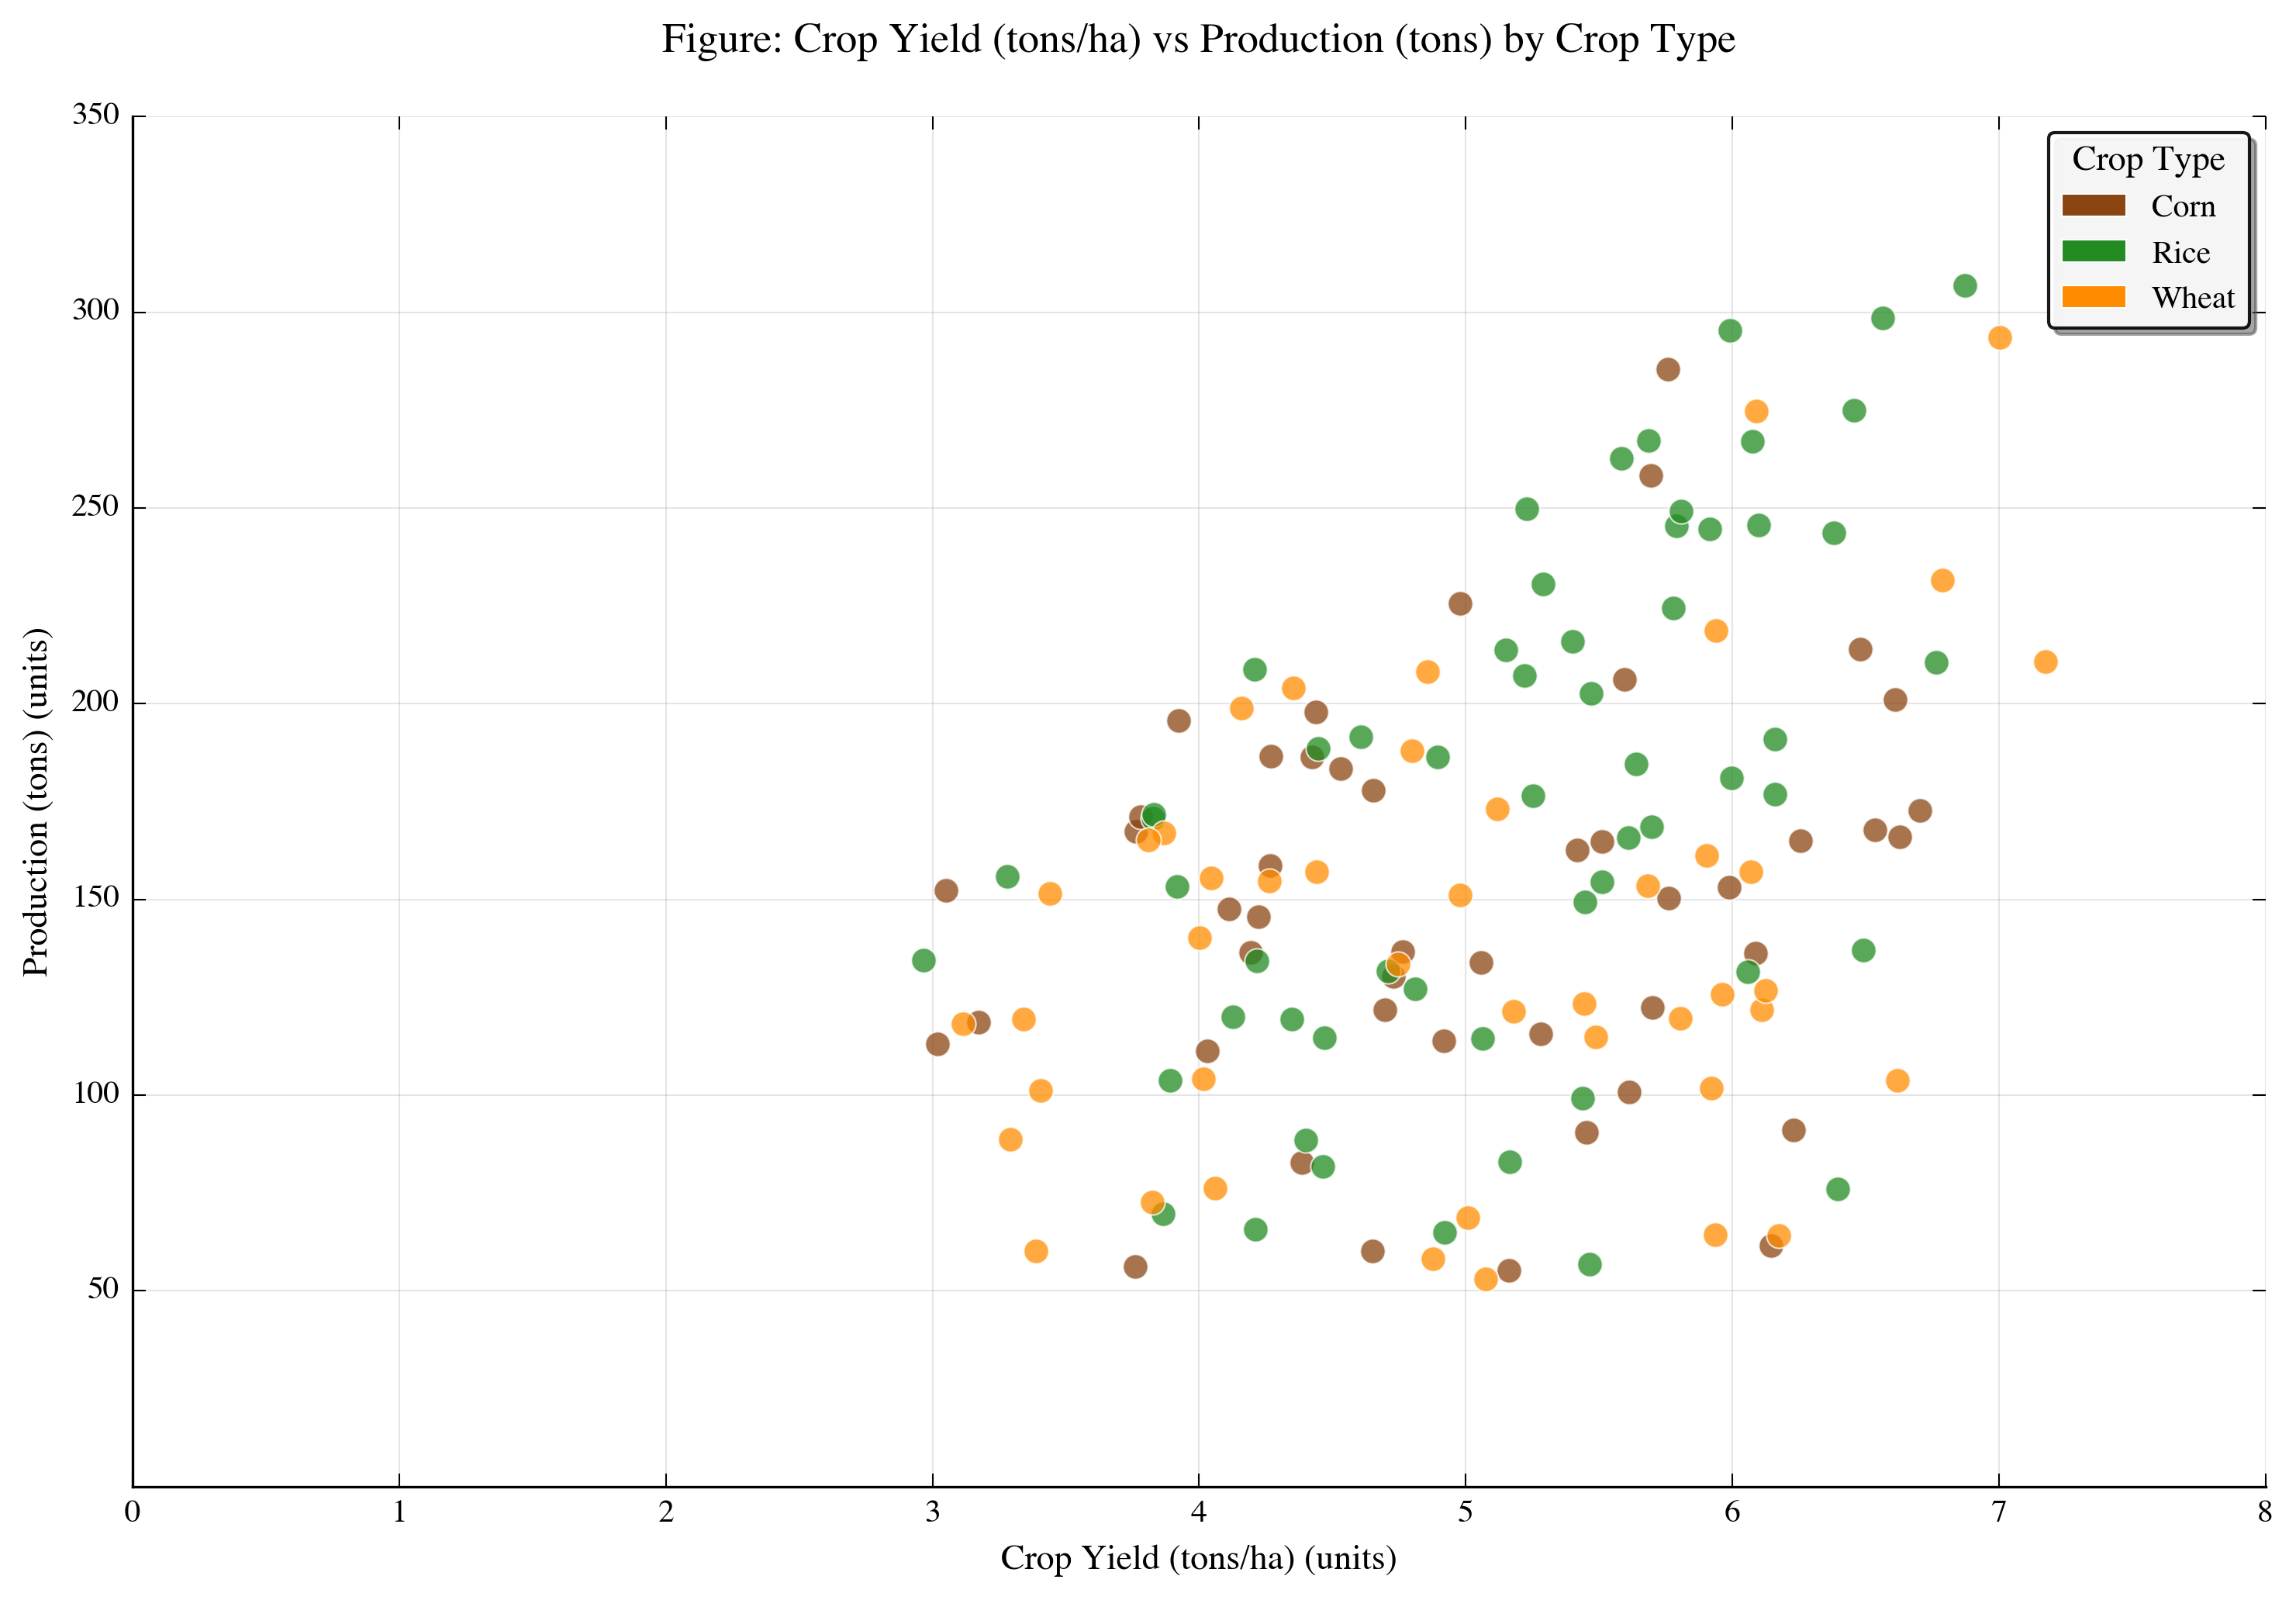 Figure: Crop Yield (tons/ha) vs Production (tons) by Crop Type
350
300
250
200
150
100
50
Production (tons) (units)
Crop Type
Corn
Rice
Wheat
0 1 2 3 4 5 6 7 8
Crop Yield (tons/ha) (units)